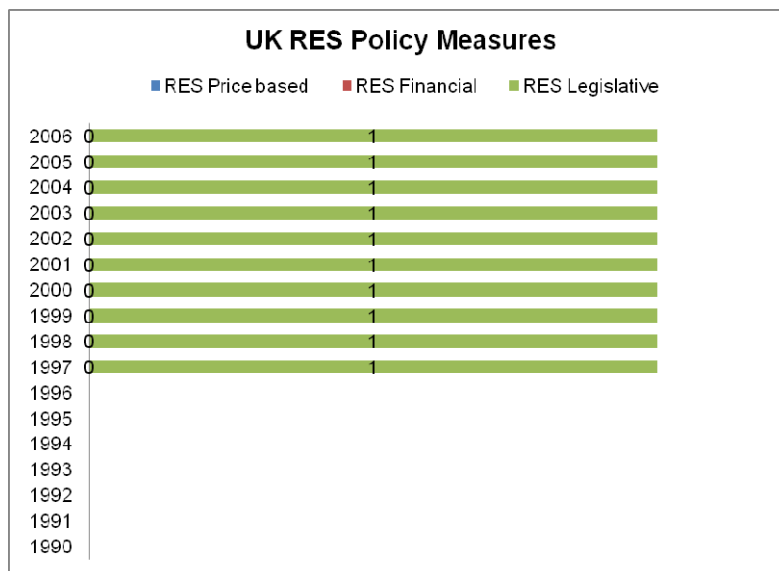 UK RES Policy Measures
RES Price based RES Financial RES Legislative
2006 0 1
2005 0 1
2004 0 1
2003 0 1
2002 0 1
2001 0 1
2000 0 1
1999 0 1
1998 0 1
1997 0 1
1996
1995
1994
1993
1992
1991
1990